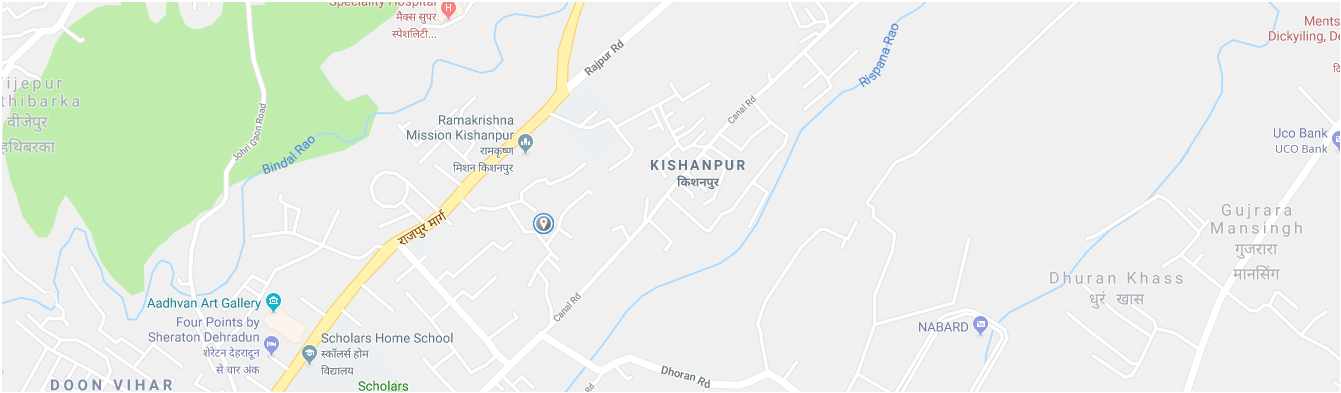 Speciality Hospital
मैक्स सुपर
स्पेशलिटी...
Rajpur Rd
Rispana Rao
Ments
Dickyiling, De
ijepur
thibarka
वीजेपुर
हथिबरका
Johri Gaon Road
Bindal Rao
Ramakrishna
Mission Kishanpur
रामकृष्ण
मिशन किशनपुर
Canal Rd
KISHANPUR
किशनपुर
Uco Bank
UCO Bank
राजपुर मार्ग
Gujrara
Mansingh
गुजरारा
मानसिंग
Dhuran Khass
धुरं खास
Aadhvan Art Gallery
Four Points by
Sheraton Dehradun
शेरेटन देहरादून
से चार अंक
Canal Rd
NABARD
Scholars Home School
स्कॉलर्स होम
विद्यालय
DOON VIHAR
Scholars
Rd
Dhoran Rd